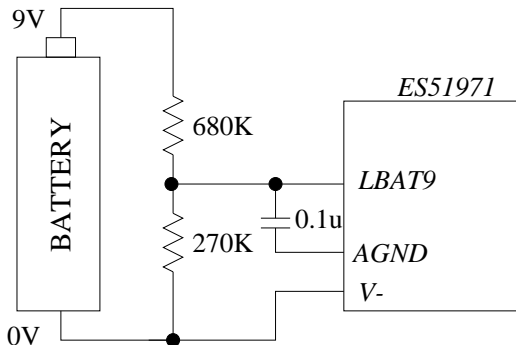 9V
ES51971
BATTERY
680K
LBAT9
0.1u
270K
AGND
V-
0V